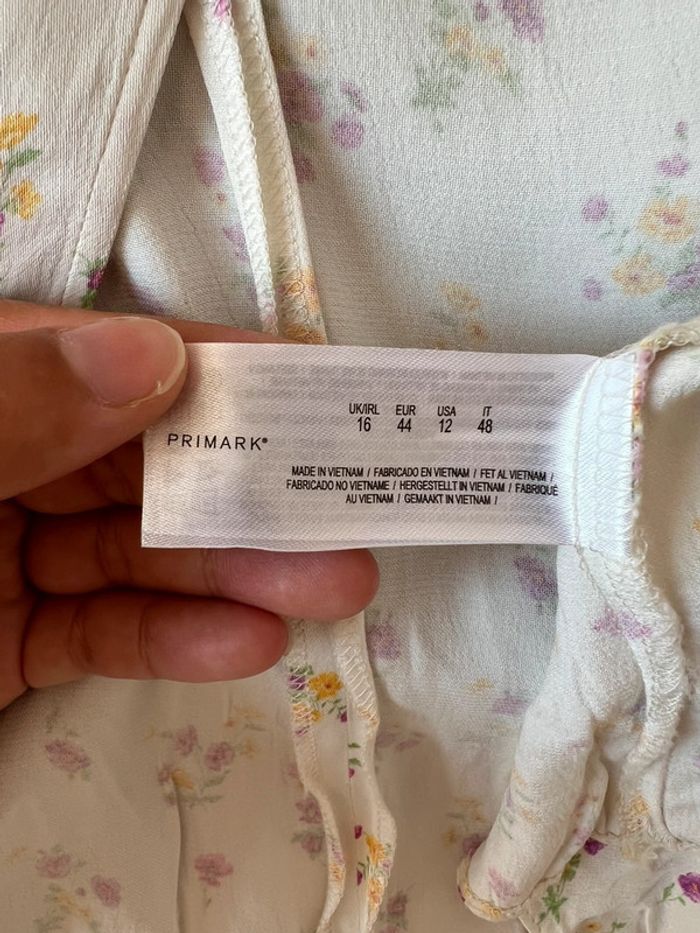 PRIMARK®
UK/IRL EUR USA IT
16 44 12 48
MADE IN VIETNAM / FABRICADO EN VIETNAM / FET AL VIETNAM /
FABRICADO NO VIETNAME / HERGESTELLT IN VIETNAM / FABRIQUÉ
AU VIETNAM / GEMAAKT IN VIETNAM /